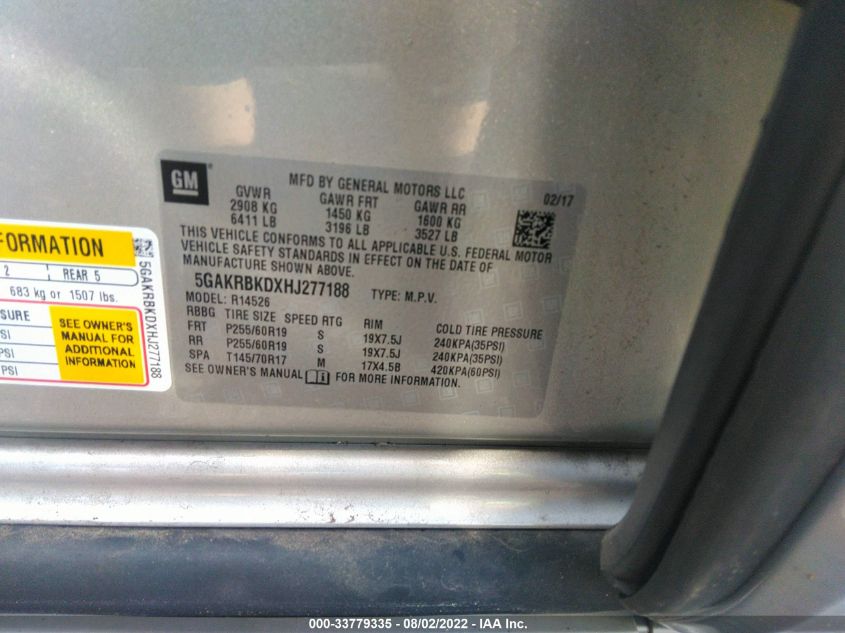 GM
MFD BY GENERAL MOTORS LLC
02/17
GVWR GAWR FRT GAWR RR
2908 KG 1450 KG 1600 KG
6411 LB 3196 LB 3527 LB
THIS VEHICLE CONFORMS TO ALL APPLICABLE U.S. FEDERAL MOTOR
VEHICLE SAFETY STANDARDS IN EFFECT ON THE DATE OF
MANUFACTURE SHOWN ABOVE.
5GAKRBKDXHJ277188 TYPE: M.P.V.
MODEL: R14526
RBBG TIRE SIZE SPEED RTG RIM COLD TIRE PRESSURE
FRT P255/60R19 S 19X7.5J 240KPA(35PSI)
RR P255/60R19 S 19X7.5J 240KPA(35PSI)
SPA T145/70R17 M 17X4.5B 420KPA(60PSI)
SEE OWNER'S MANUAL FOR MORE INFORMATION.
FORMATION
2 REAR 5
683 kg or 1507 lbs.
SURE
SI
PSI
PSI
SEE OWNER'S
MANUAL FOR
ADDITIONAL
INFORMATION
5GAKRBKDXHJ277188
000-33779335 - 08/02/2022 - IAA Inc.